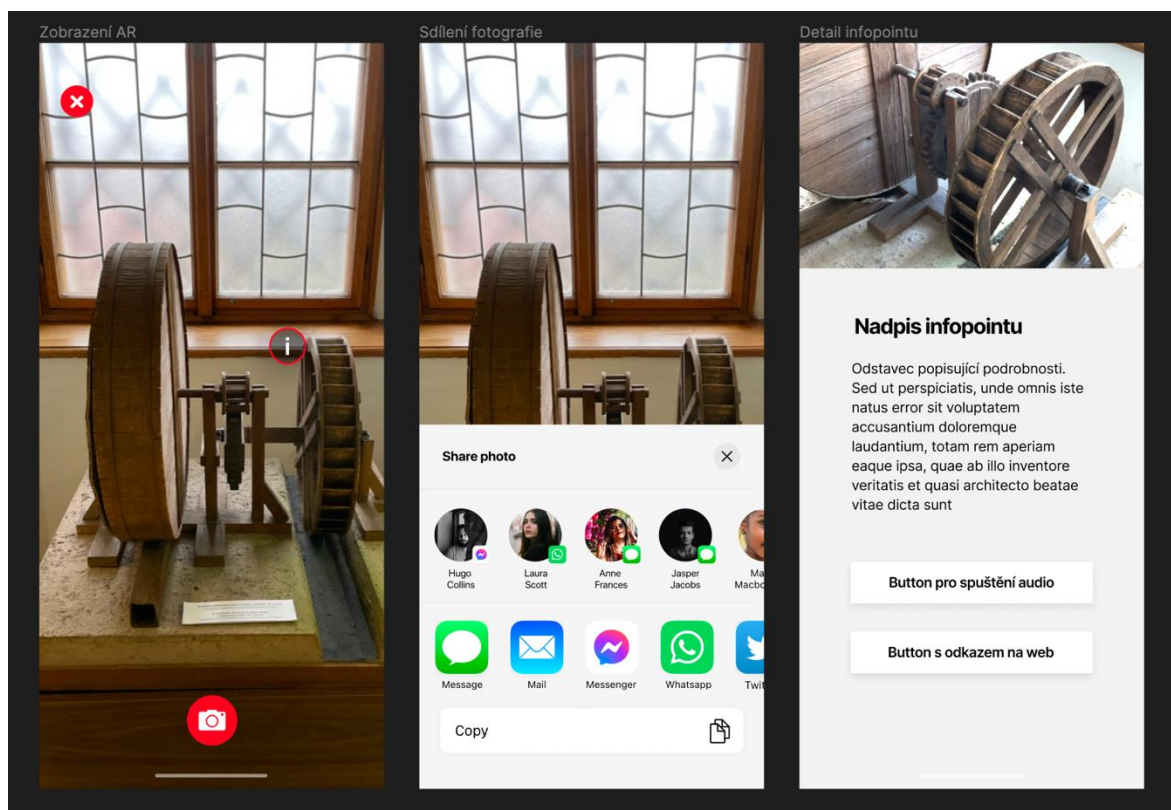 Zobrazení AR
i
Sdílení fotografie
Share photo
Hugo
Collins
Laura
Scott
Anne
Frances
Jasper
Jacobs
Message
Mail
Messenger
Whatsapp
Copy
Detail infopointu
Nadpis infopointu
Odstavec popisující podrobnosti.
Sed ut perspiciatis, unde omnis iste
natus error sit voluptatem
accusantium doloremque
laudantium, totam rem aperiam
eaque ipsa, quae ab illo inventore
veritatis et quasi architecto beatae
vitae dicta sunt
Button pro spuštění audio
Button s odkazem na web